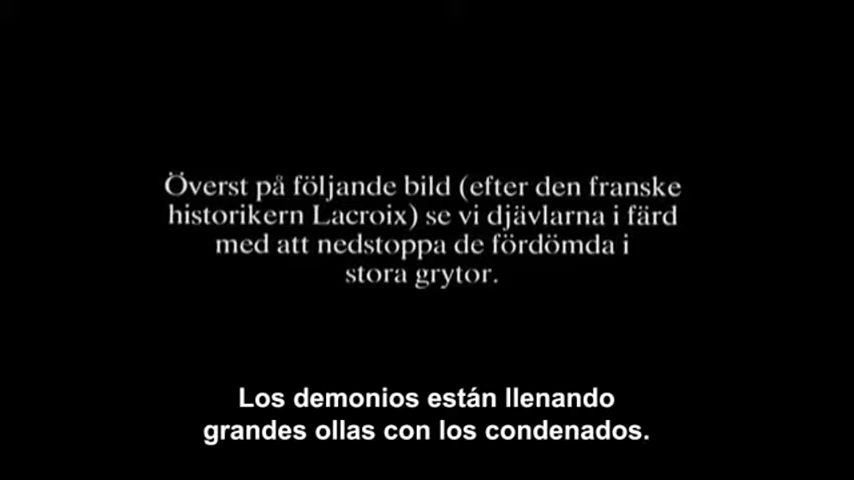 Överst på följande bild (efter den franske
historikern Lacroix) se vi djävlarna i färd
med att nedstoppa de fördömda i
stora grytor.
Los demonios están llenando
grandes ollas con los condenados.